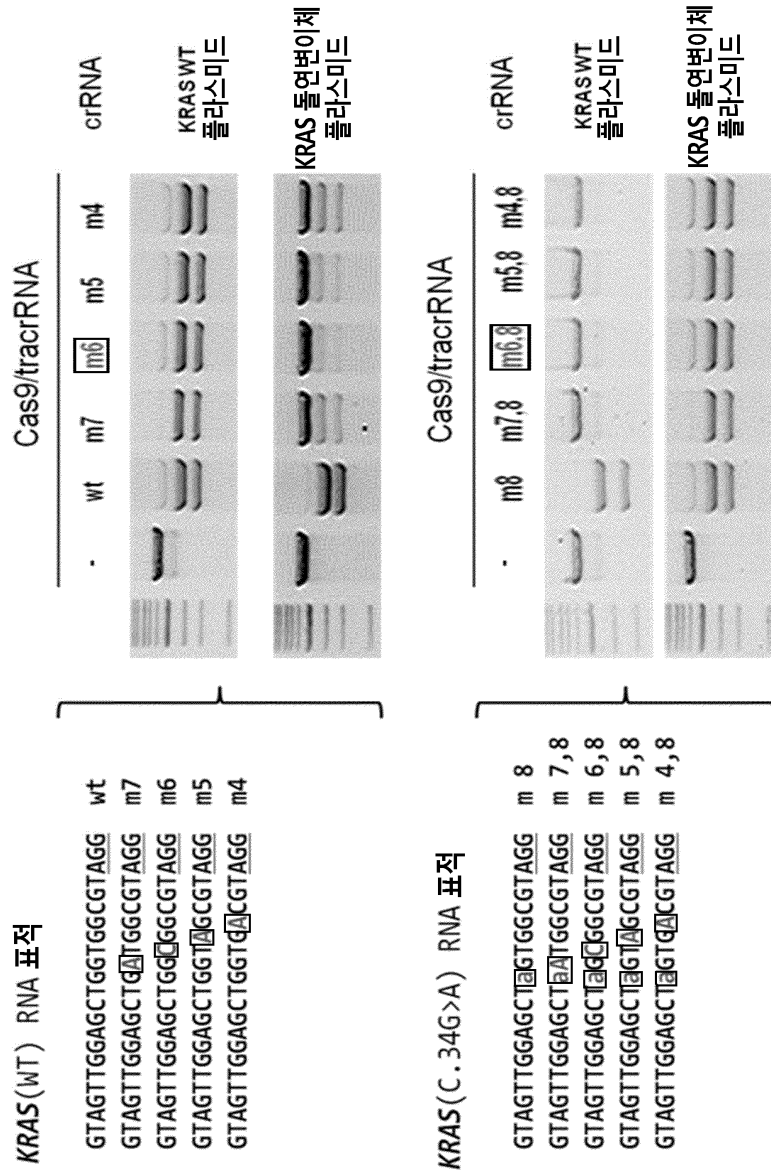 KRAS(WT) RNA 표적
GTAGTTGGAGCTGGTGGCGTAGG wt
GTAGTTGGAGCTGATGGCGTAGG m7
GTAGTTGGAGCTGGCGGCGTAGG m6
GTAGTTGGAGCTGGTAGCGTAGG m5
GTAGTTGGAGCTGGTGACGTAGG m4
Cas9/tracrRNA
- wt m7 m6 m5 m4 crRNA
KRAS WT
플라스미드
KRAS 돌연변이체
플라스미드
KRAS(C.34G>A) RNA 표적
GTAGTTGGAGCTaGTGGCGTAGG m 8
GTAGTTGGAGCTaATGGCGTAGG m 7,8
GTAGTTGGAGCTaGCGGCGTAGG m 6,8
GTAGTTGGAGCTaGTAGCGTAGG m 5,8
GTAGTTGGAGCTaGTGACGTAGG m 4,8
Cas9/tracrRNA
- m8 m7,8 m6,8 m5,8 m4,8 crRNA
KRAS WT
플라스미드
KRAS 돌연변이체
플라스미드